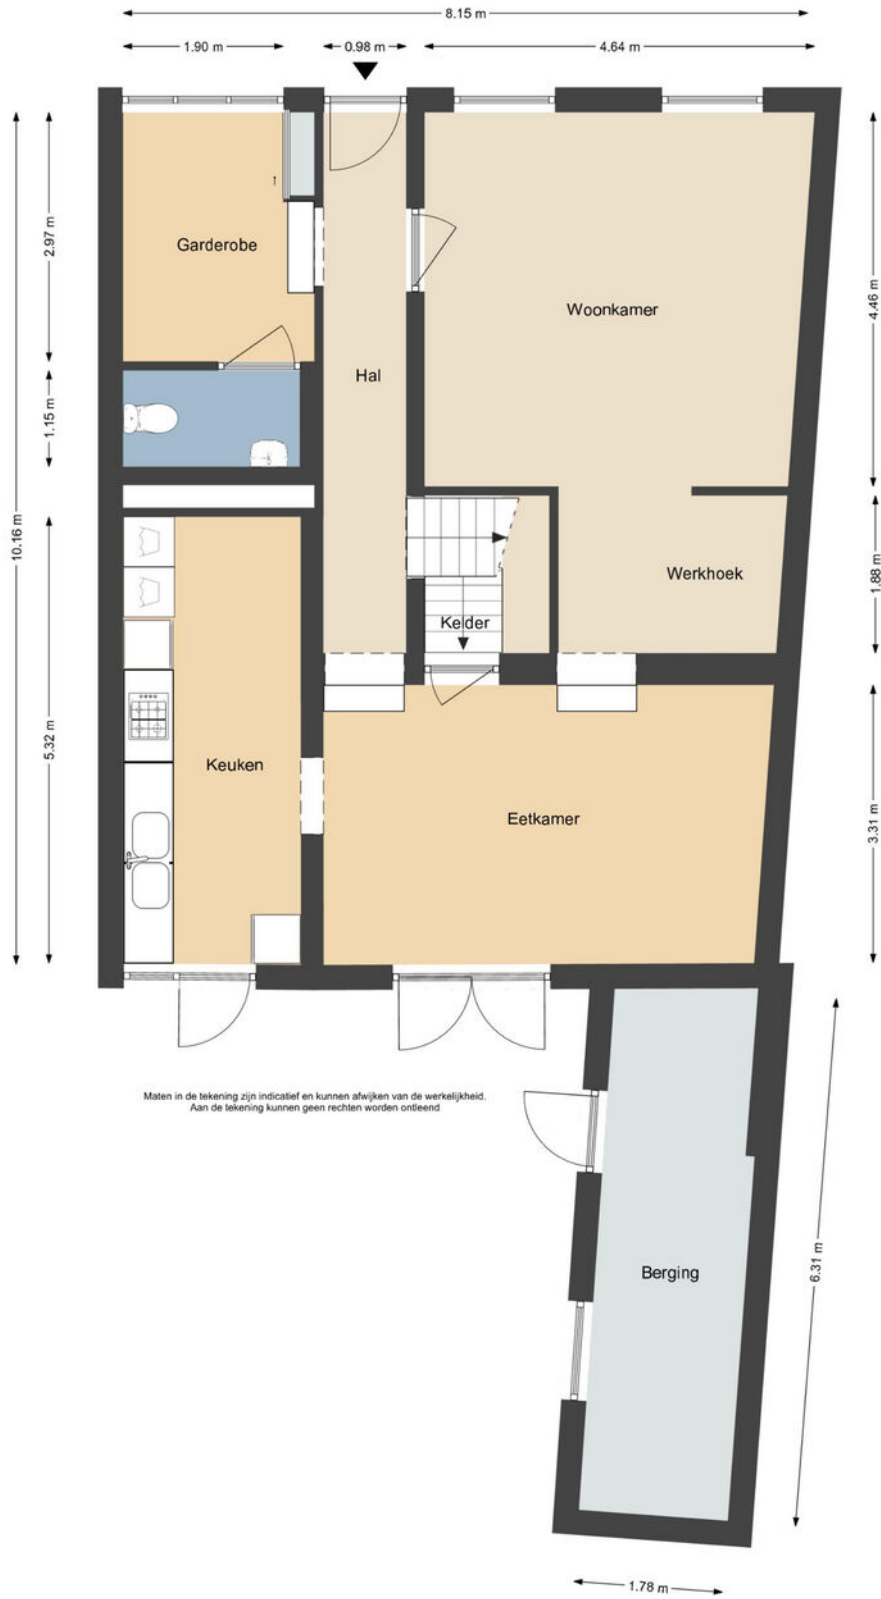 8.15 m
1.90 m
0.98 m
4.64 m
2.97 m
Garderobe
4.46 m
Woonkamer
Hal
1.15 m
10.16 m
Werkhoek
1.88 m
Kelder
5.32 m
Keuken
Eetkamer
3.31 m
Maten in de tekening zijn indicatief en kunnen afwijken van de werkelijkheid.
Aan de tekening kunnen geen rechten worden ontleend
6.31 m
Berging
1.78 m